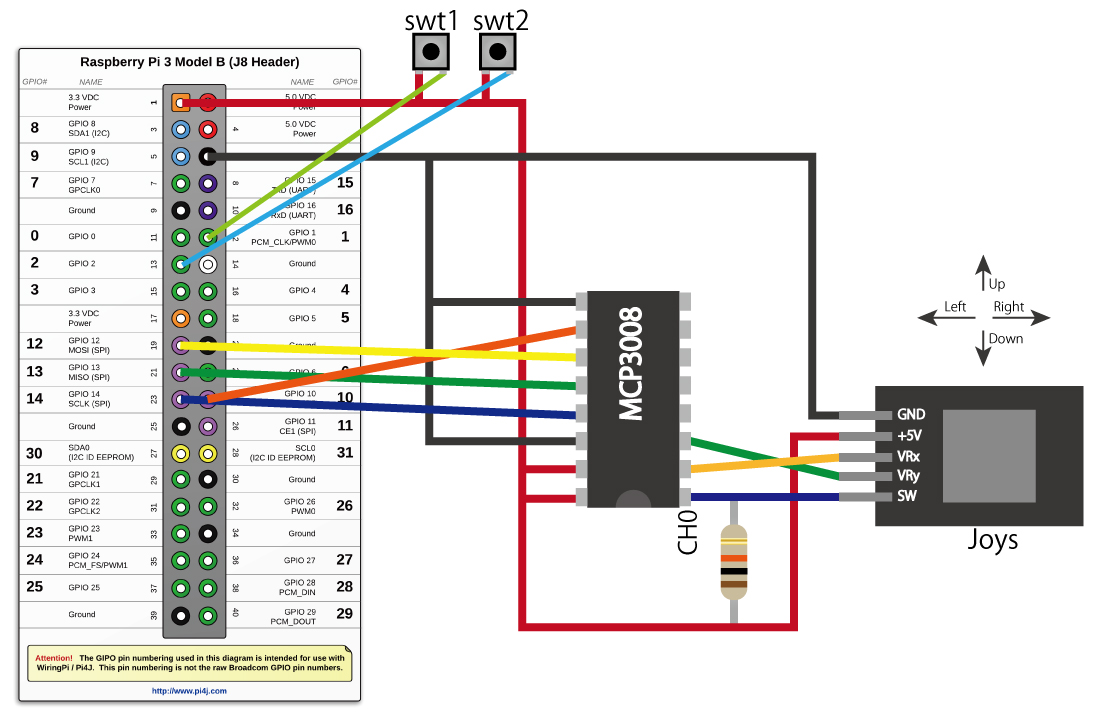 swt1
swt2
Raspberry Pi 3 Model B (J8 Header)
GPIO#
NAME
NAME
GPIO#
3.3 VDC
Power
1
5.0 VDC
Power
8
GPIO 8
SDA1 (I2C)
3
4
5.0 VDC
Power
9
GPIO 9
SCL1 (I2C)
5
7
GPIO 7
GPCLK0
7
8
GPIO 15
TxD (UART)
15
Ground
9
10
GPIO 16
RxD (UART)
16
0
GPIO 0
11
GPIO 1
PCM_CLK/PWM0
1
2
GPIO 2
13
14
Ground
3
GPIO 3
15
16
GPIO 4
4
3.3 VDC
Power
17
18
GPIO 5
5
12
GPIO 12
MOSI (SPI)
19
Ground
13
GPIO 13
MISO (SPI)
21
GPIO 6
6
14
GPIO 14
SCLK (SPI)
23
GPIO 10
10
Ground
25
26
GPIO 11
CE1 (SPI)
11
30
SDA0
(I2C ID EEPROM)
27
28
SCL0
(I2C ID EEPROM)
31
21
GPIO 21
GPCLK1
29
30
Ground
22
GPIO 22
GPCLK2
31
32
GPIO 26
PWM0
26
23
GPIO 23
PWM1
33
34
Ground
24
GPIO 24
PCM_FS/PWM1
35
36
GPIO 27
27
25
GPIO 25
37
38
GPIO 28
PCM_DIN
28
Ground
39
40
GPIO 29
PCM_DOUT
29
Attention! The GIPO pin numbering used in this diagram is intended for use with
WiringPi / Pi4J. This pin numbering is not the raw Broadcom GPIO pin numbers.
http://www.pi4j.com
MCP3008
CH0
Up
Left
Right
Down
GND
+5V
VRx
VRy
SW
Joys